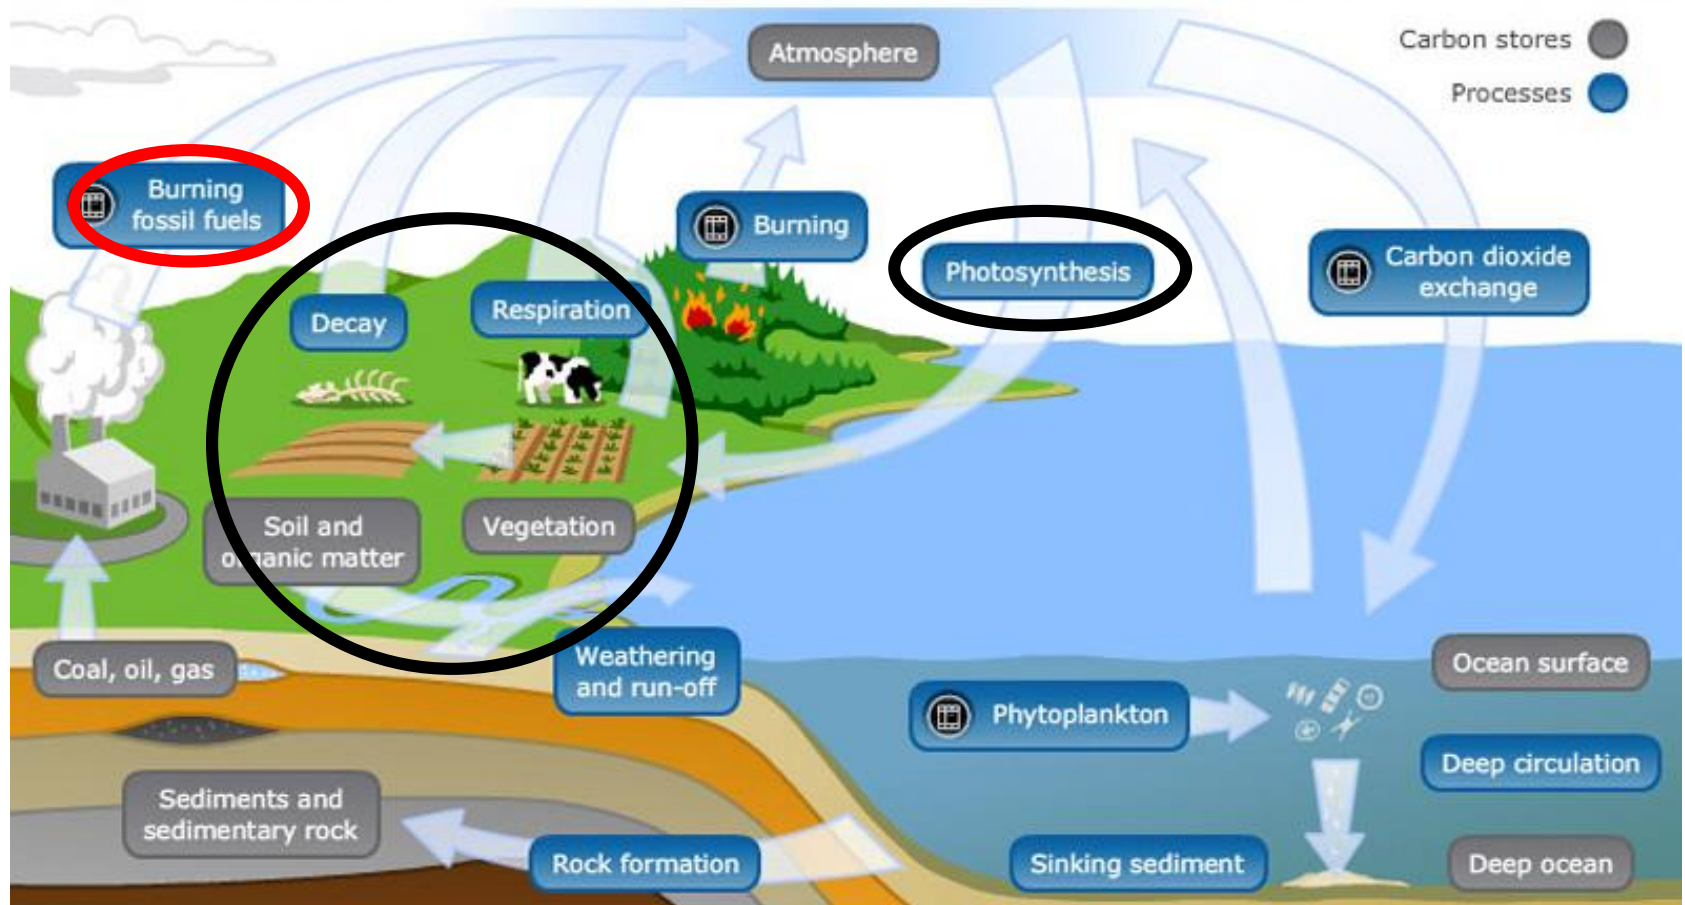 Atmosphere
Carbon stores
Processes
Burning
fossil fuels
Burning
Photosynthesis
Carbon dioxide
exchange
Decay
Respiration
Soil and
organic matter
Vegetation
Coal, oil, gas
Weathering
and run-off
Ocean surface
Phytoplankton
Deep circulation
Sediments and
sedimentary rock
Rock formation
Sinking sediment
Deep ocean